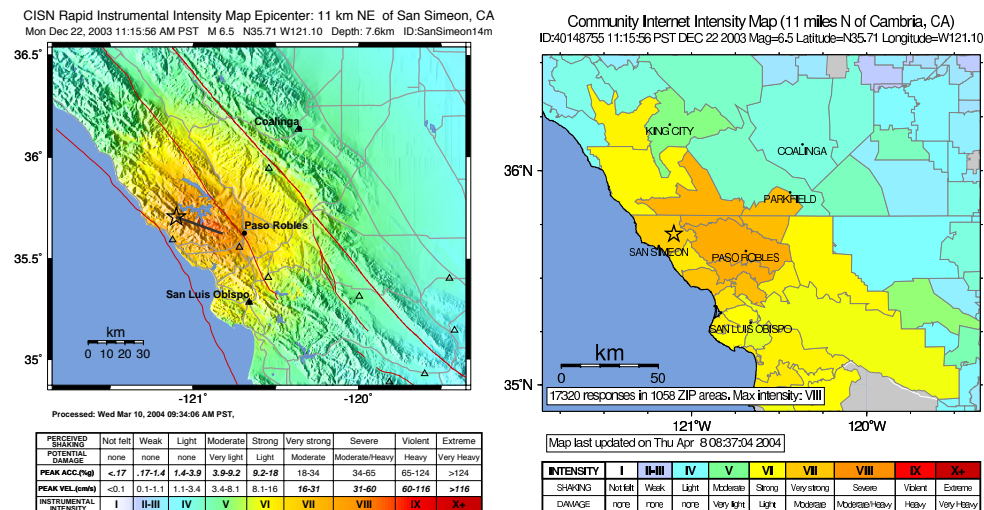 CISN Rapid Instrumental Intensity Map Epicenter: 11 km NE of San Simeon, CA
Mon Dec 22, 2003 11:15:56 AM PST M 6.5 N35.71 W121.10 Depth: 7.6km ID:SanSimeon14m
36.5˚
36˚
35.5˚
35˚
Coalinga
Paso Robles
San Luis Obispo
km
0 10 20 30
-121˚ -120˚
Processed: Wed Mar 10, 2004 09:34:06 AM PST,
PERCEIVED SHAKING Not felt Weak Light Moderate Strong Very strong Severe Violent Extreme
POTENTIAL DAMAGE none none none Very light Light Moderate Moderate/Heavy Heavy Very Heavy
PEAK ACC.(%g) <.17 .17-1.4 1.4-3.9 3.9-9.2 9.2-18 18-34 34-65 65-124 >124
PEAK VEL.(cm/s) <0.1 0.1-1.1 1.1-3.4 3.4-8.1 8.1-16 16-31 31-60 60-116 >116
INSTRUMENTAL INTENSITY I II-III IV V VI VII VIII IX X+
Community Internet Intensity Map (11 miles N of Cambria, CA)
ID:40148755 11:15:56 PST DEC 22 2003 Mag=6.5 Latitude=N35.71 Longitude=W121.10
36˚N
35˚N
KING CITY
COALINGA
PARKFIELD
SAN SIMEON
PASO ROBLES
SAN LUIS OBISPO
km
0 50
17320 responses in 1058 ZIP areas. Max intensity: VIII
121˚W 120˚W
Map last updated on Thu Apr 8 08:37:04 2004
INTENSITY I II-III IV V VI VII VIII IX X+
SHAKING Not felt Weak Light Moderate Strong Very strong Severe Violent Extreme
DAMAGE none none none Very light Light Moderate Moderate/Heavy Heavy Very Heavy